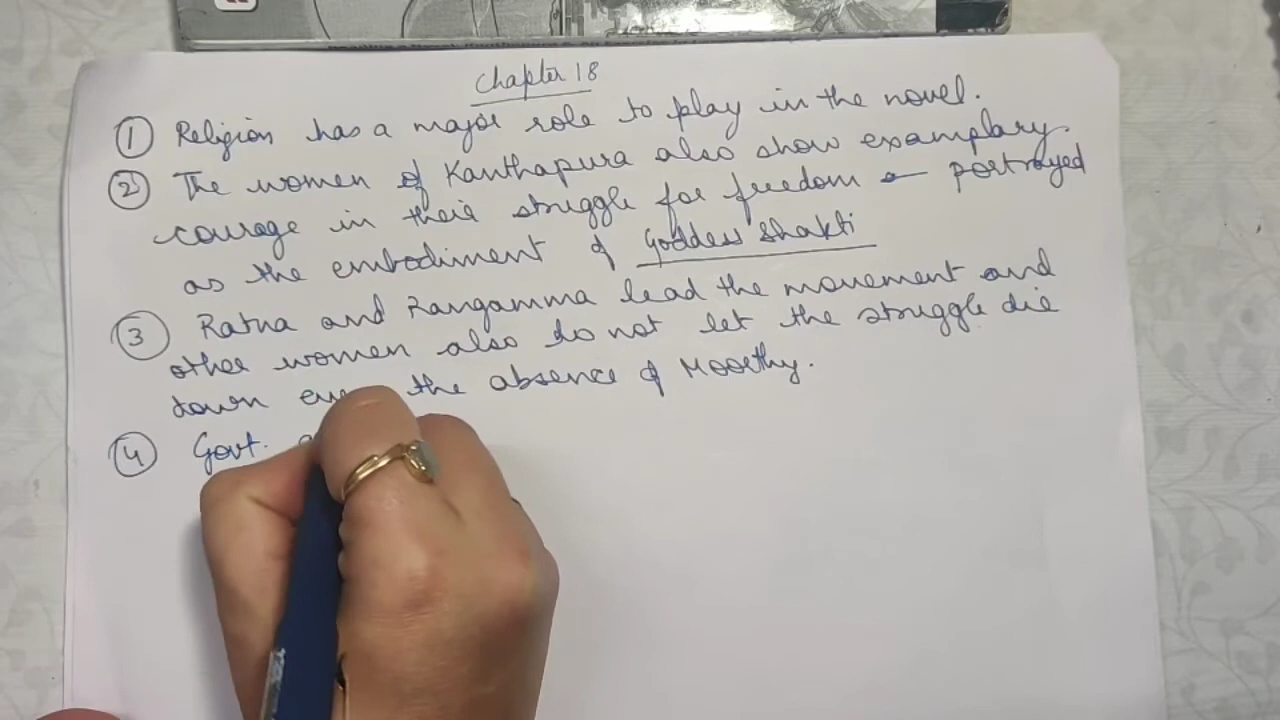 Chapter 18
① Religion has a major role to play in the novel.
② The women of Kanthapura also show examplary
courage in their struggle for freedom - portrayed
as the embodiment of Goddess Shakti
③ Ratna and Rangamma lead the movement and
other women also do not let the struggle die
down the absence of Moorthy.
④ Govt.